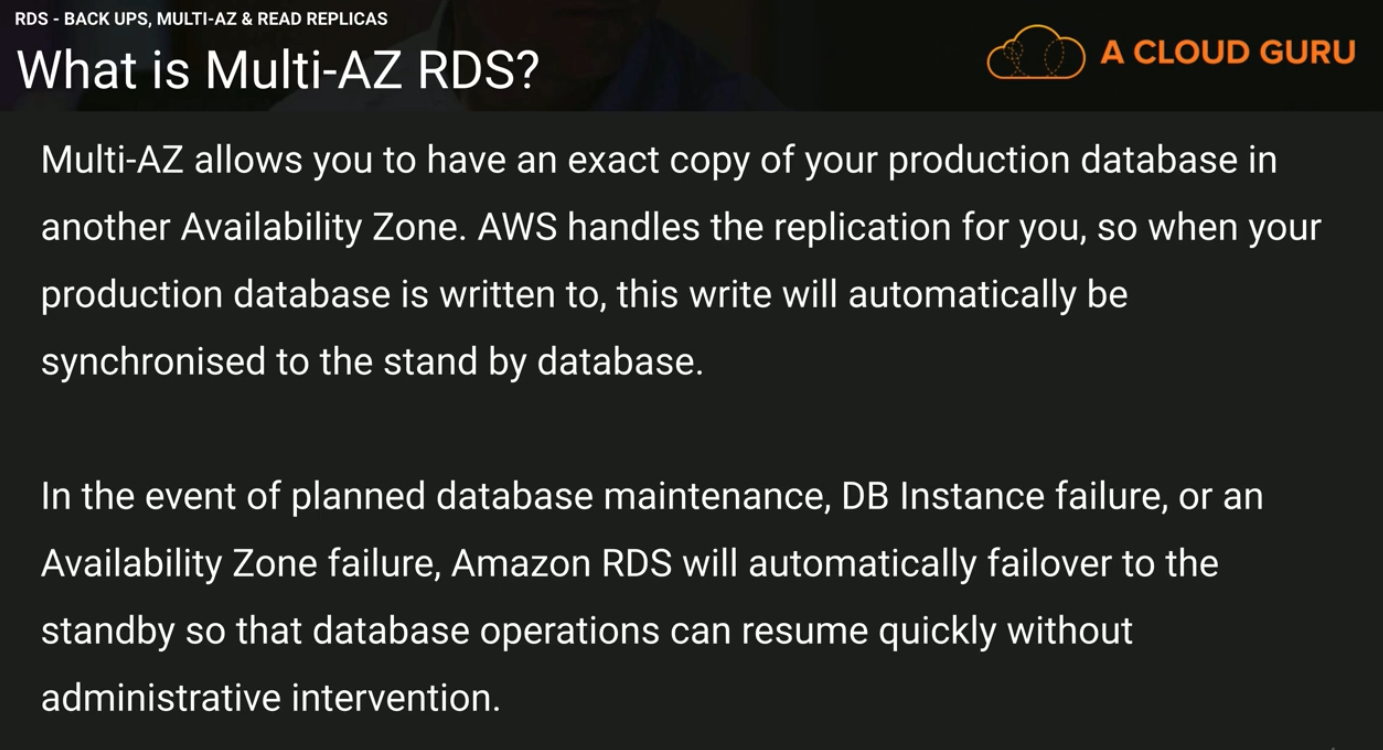 RDS - BACK UPS, MULTI-AZ & READ REPLICAS
What is Multi-AZ RDS?
A CLOUD GURU
Multi-AZ allows you to have an exact copy of your production database in
another Availability Zone. AWS handles the replication for you, so when your
production database is written to, this write will automatically be
synchronised to the stand by database.
In the event of planned database maintenance, DB Instance failure, or an
Availability Zone failure, Amazon RDS will automatically failover to the
standby so that database operations can resume quickly without
administrative intervention.